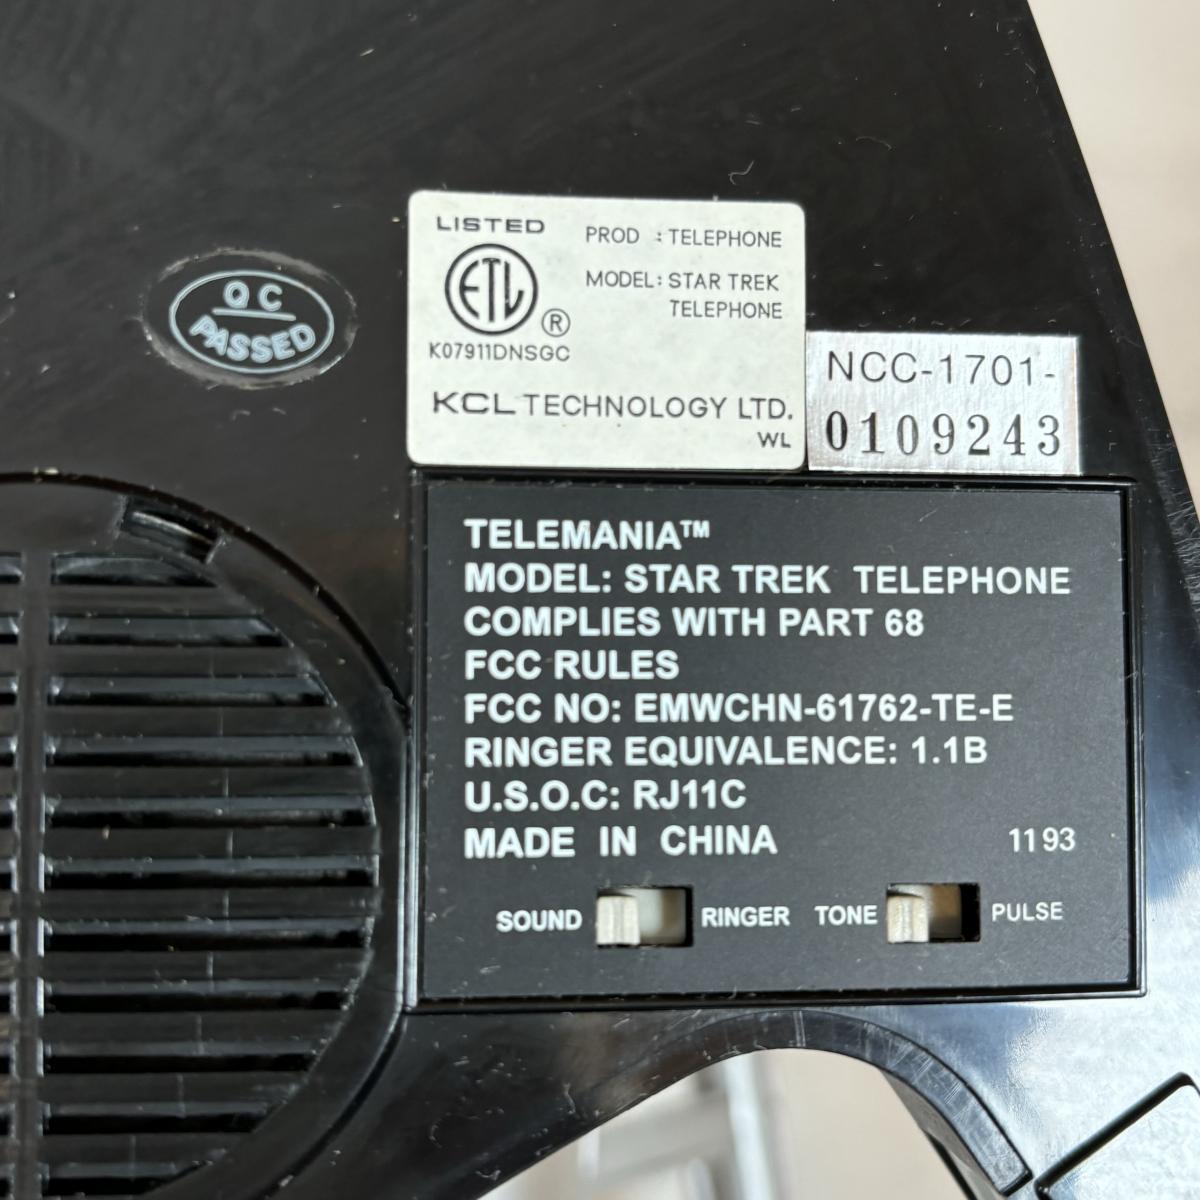 LISTED
ETL
®
K07911DNSGC
PROD : TELEPHONE
MODEL: STAR TREK
TELEPHONE
KCL TECHNOLOGY LTD.
WL
QC
PASSED
NCC-1701-
0109243
TELEMANIA™
MODEL: STAR TREK TELEPHONE
COMPLIES WITH PART 68
FCC RULES
FCC NO: EMWCHN-61762-TE-E
RINGER EQUIVALENCE: 1.1B
U.S.O.C: RJ11C
MADE IN CHINA 1193
SOUND RINGER TONE PULSE